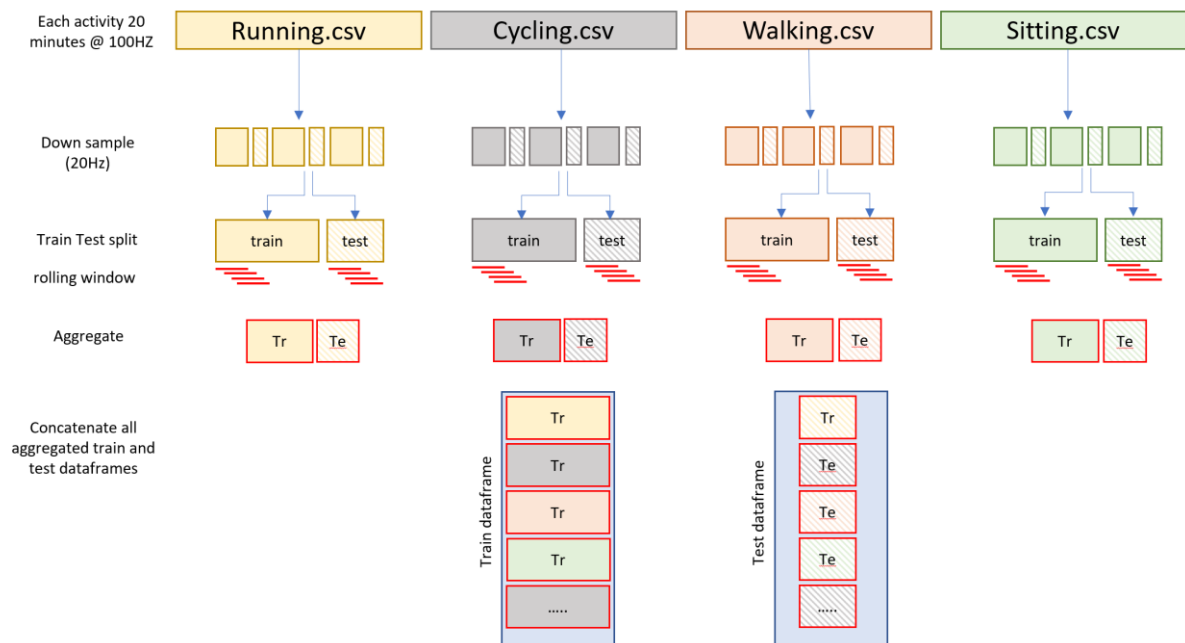 Each activity 20
minutes @ 100HZ
Running.csv
Cycling.csv
Walking.csv
Sitting.csv
Down sample
(20Hz)
Train Test split
train
test
train
test
train
test
train
test
rolling window
Aggregate
Tr
Te
Tr
Te
Tr
Te
Tr
Te
Concatenate all
aggregated train and
test dataframes
Train dataframe
Tr
Tr
Tr
Tr
.....
Test dataframe
Tr
Te
Te
Te
.....